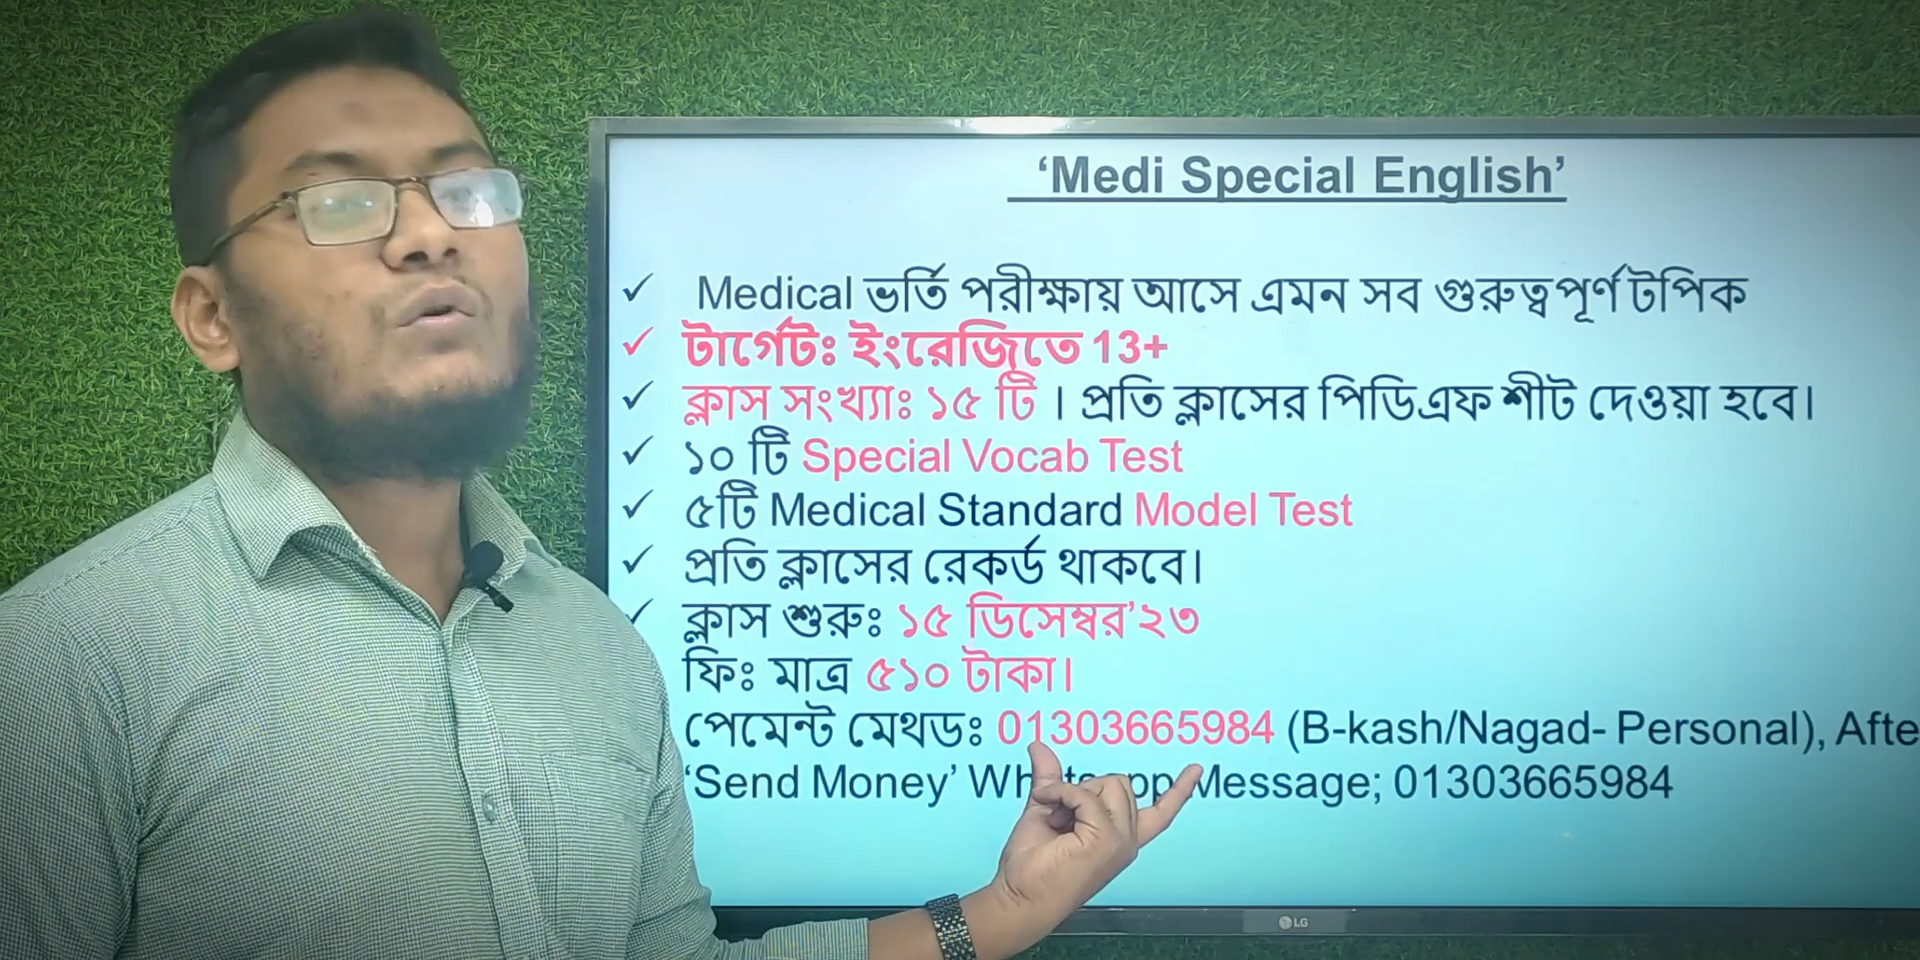 ‘Medi Special English’
✓ Medical ভর্তি পরীক্ষায় আসে এমন সব গুরুত্বপূর্ণ টপিক
✓ টার্গেটঃ ইংরেজিতে 13+
✓ ক্লাস সংখ্যাঃ ১৫ টি । প্রতি ক্লাসের পিডিএফ শীট দেওয়া হবে।
✓ ১০ টি Special Vocab Test
✓ ৫টি Medical Standard Model Test
✓ প্রতি ক্লাসের রেকর্ড থাকবে।
✓ ক্লাস শুরুঃ ১৫ ডিসেম্বর’২৩
ফিঃ মাত্র ৫১০ টাকা।
পেমেন্ট মেথডঃ 01303665984 (B-kash/Nagad- Personal), Afte
‘Send Money’ Message; 01303665984
LG